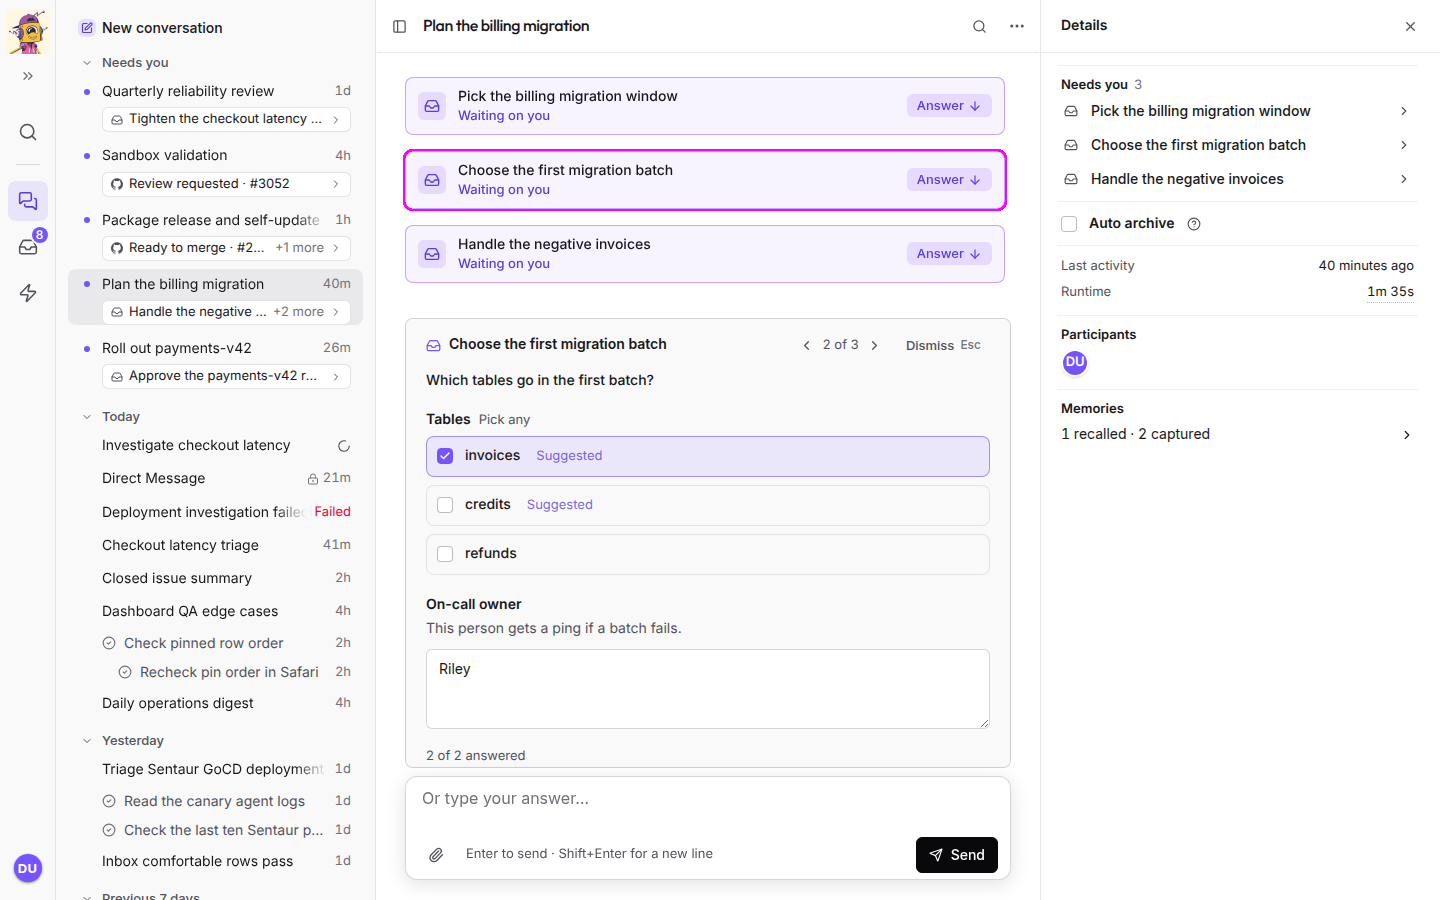 New conversation
Needs you
Quarterly reliability review 1d
Tighten the checkout latency ...
Sandbox validation 4h
Review requested · #3052
Package release and self-update 1h
Ready to merge · #2... +1 more
Plan the billing migration 40m
Handle the negative ... +2 more
Roll out payments-v42 26m
Approve the payments-v42 r...
Today
Investigate checkout latency
Direct Message 21m
Deployment investigation failed Failed
Checkout latency triage 41m
Closed issue summary 2h
Dashboard QA edge cases 4h
Check pinned row order 2h
Recheck pin order in Safari 2h
Daily operations digest 4h
Yesterday
Triage Sentaur GoCD deployment 1d
Read the canary agent logs 1d
Check the last ten Sentaur p... 1d
Inbox comfortable rows pass 1d
Previous 7 days
8
DU
Plan the billing migration
Pick the billing migration window
Waiting on you
Answer
Choose the first migration batch
Waiting on you
Answer
Handle the negative invoices
Waiting on you
Answer
Choose the first migration batch
2 of 3
Dismiss Esc
Which tables go in the first batch?
Tables Pick any
invoices Suggested
credits Suggested
refunds
On-call owner
This person gets a ping if a batch fails.
Riley
2 of 2 answered
Or type your answer...
Enter to send · Shift+Enter for a new line
Send
Details
Needs you 3
Pick the billing migration window
Choose the first migration batch
Handle the negative invoices
Auto archive
Last activity 40 minutes ago
Runtime 1m 35s
Participants
DU
Memories
1 recalled · 2 captured